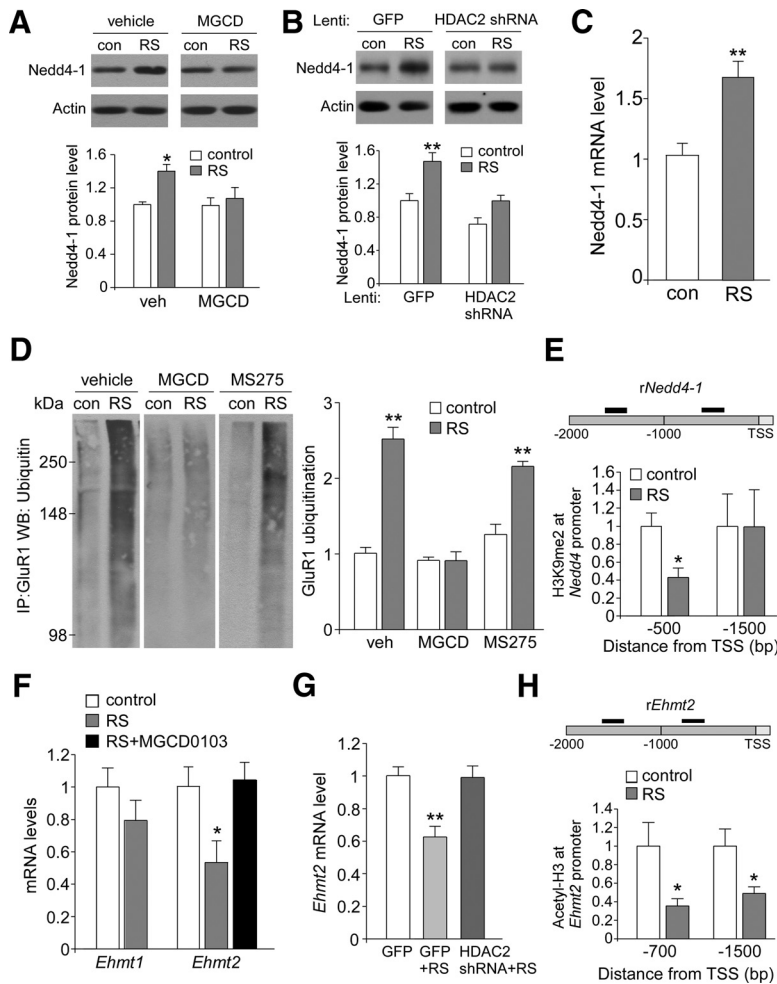 A
vehicle MGCD
con RS con RS
Nedd4-1
Actin
Nedd4-1 protein level
1.6
1.2
0.8
0.4
0
control
RS
*
veh MGCD
B
Lenti: GFP HDAC2 shRNA
con RS con RS
Nedd4-1
Actin
Nedd4-1 protein level
1.6
1.2
0.8
0.4
0
control
RS
**
Lenti: GFP HDAC2
shRNA
C
Nedd4-1 mRNA level
2
1.5
1
0.5
0
**
con RS
D
vehicle MGCD MS275
kDa con RS con RS con RS
250
148
98
IP:GluR1 WB: Ubiquitin
GluR1 ubiquitination
3
2
1
0
control
RS
** **
veh MGCD MS275
E
rNedd4-1
-2000 -1000 TSS
control
RS
H3K9me2 at
Nedd4 promoter
1.6
1.4
1.2
1
0.8
0.6
0.4
0.2
0
*
-500 -1500
Distance from TSS (bp)
F
control
RS
RS+MGCD0103
mRNA levels
1.2
1
0.8
0.6
0.4
0.2
0
*
Ehmt1 Ehmt2
G
Ehmt2 mRNA level
1.2
1
0.8
0.6
0.4
0.2
0
**
GFP GFP HDAC2
+RS shRNA+RS
H
rEhmt2
-2000 -1000 TSS
control
RS
Acetyl-H3 at
Ehmt2 promoter
1.4
1.2
1
0.8
0.6
0.4
0.2
0
* *
-700 -1500
Distance from TSS (bp)